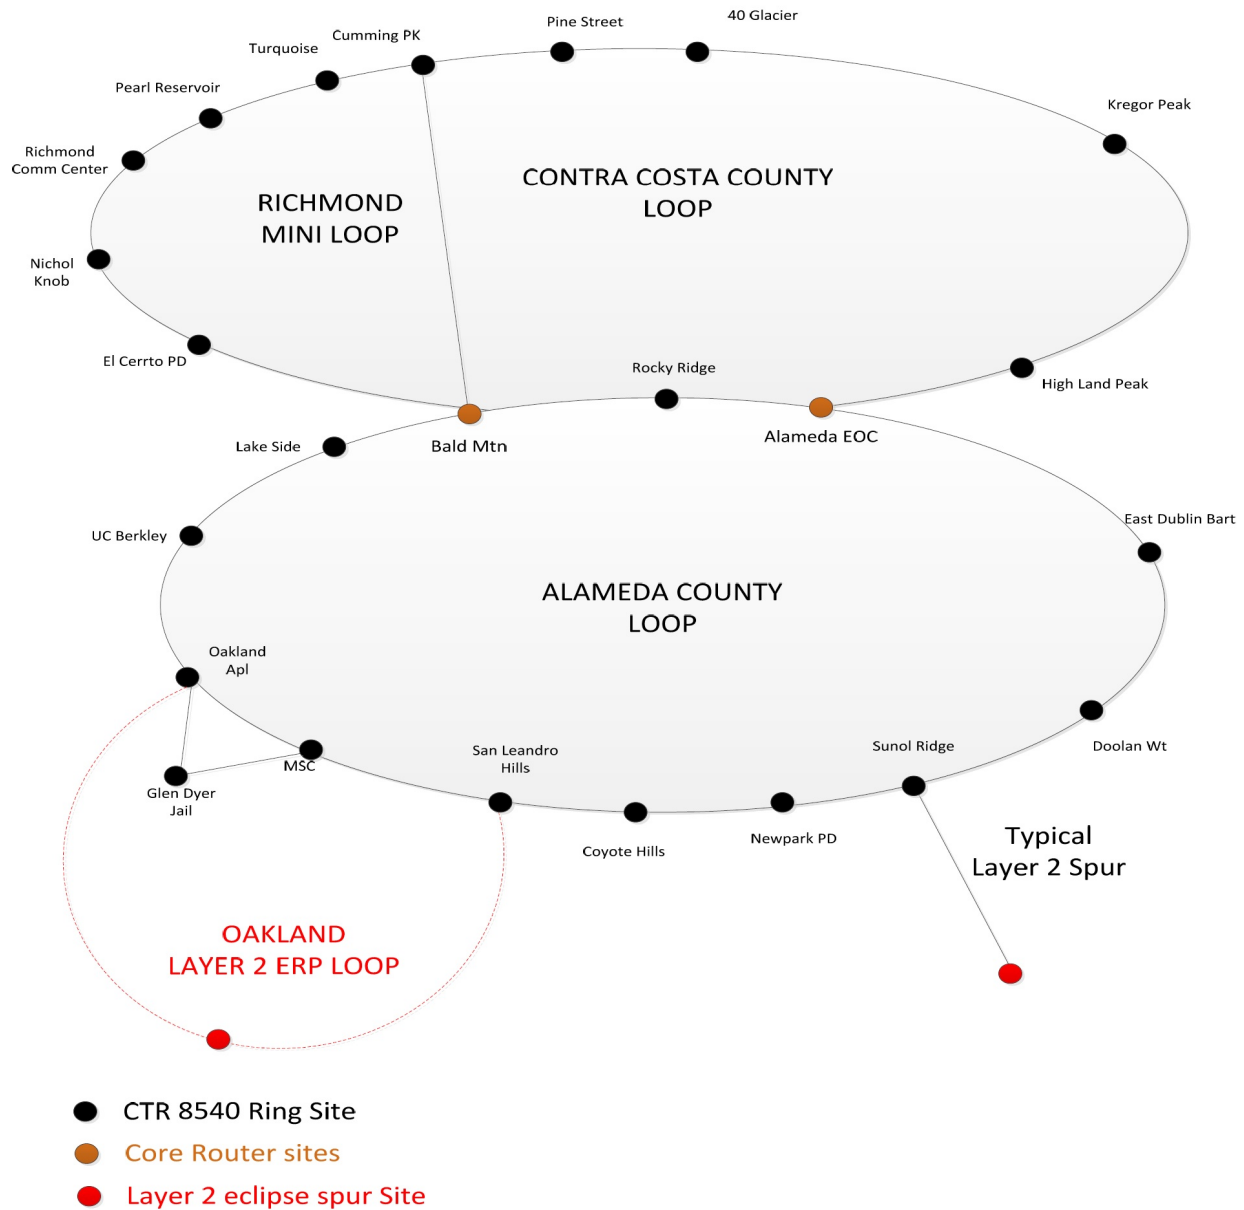 40 Glacier
Pine Street
Cumming PK
Turquoise
Pearl Reservoir
Kregor Peak
Richmond
Comm Center
CONTRA COSTA COUNTY
LOOP
RICHMOND
MINI LOOP
Nichol
Knob
El Cerrto PD
Rocky Ridge
High Land Peak
Alameda EOC
Bald Mtn
Lake Side
East Dublin Bart
UC Berkley
ALAMEDA COUNTY
LOOP
Oakland
Apl
Sunol Ridge
Doolan Wt
San Leandro
Hills
MSC
Glen Dyer
Jail
Newpark PD
Coyote Hills
Typical
Layer 2 Spur
OAKLAND
LAYER 2 ERP LOOP
CTR 8540 Ring Site
Core Router sites
Layer 2 eclipse spur Site